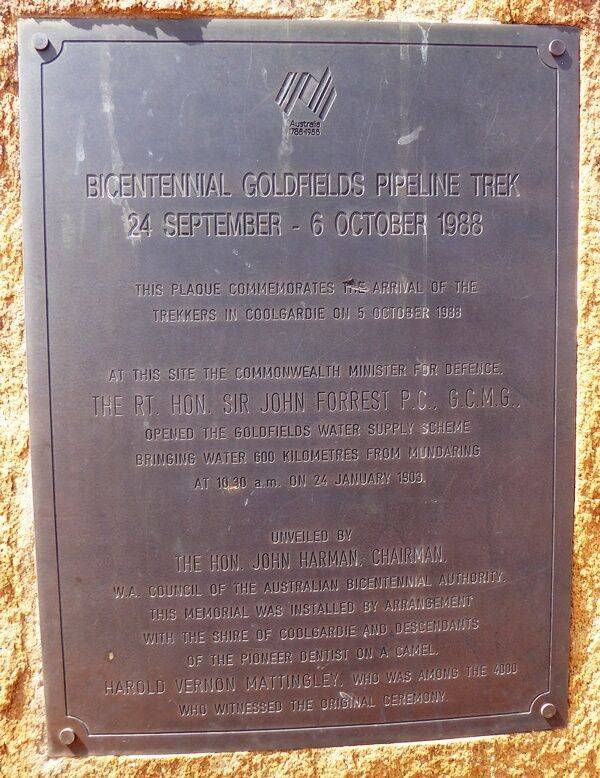 Australia
1788-1988
BICENTENNIAL GOLDFIELDS PIPELINE TREK
24 SEPTEMBER - 6 OCTOBER 1988
THIS PLAQUE COMMEMORATES THE ARRIVAL OF THE
TREKKERS IN COOLGARDIE ON 5 OCTOBER 1988
AT THIS SITE THE COMMONWEALTH MINISTER FOR DEFENCE,
THE RT. HON. SIR JOHN FORREST P.C., G.C.M.G.,
OPENED THE GOLDFIELDS WATER SUPPLY SCHEME
BRINGING WATER 600 KILOMETRES FROM MUNDARING
AT 10.30 a.m. ON 24 JANUARY 1903.
UNVEILED BY
THE HON. JOHN HARMAN, CHAIRMAN,
W.A. COUNCIL OF THE AUSTRALIAN BICENTENNIAL AUTHORITY.
THIS MEMORIAL WAS INSTALLED BY ARRANGEMENT
WITH THE SHIRE OF COOLGARDIE AND DESCENDANTS
OF THE PIONEER DENTIST ON A CAMEL,
HAROLD VERNON MATTINGLEY, WHO WAS AMONG THE 4000
WHO WITNESSED THE ORIGINAL CEREMONY.